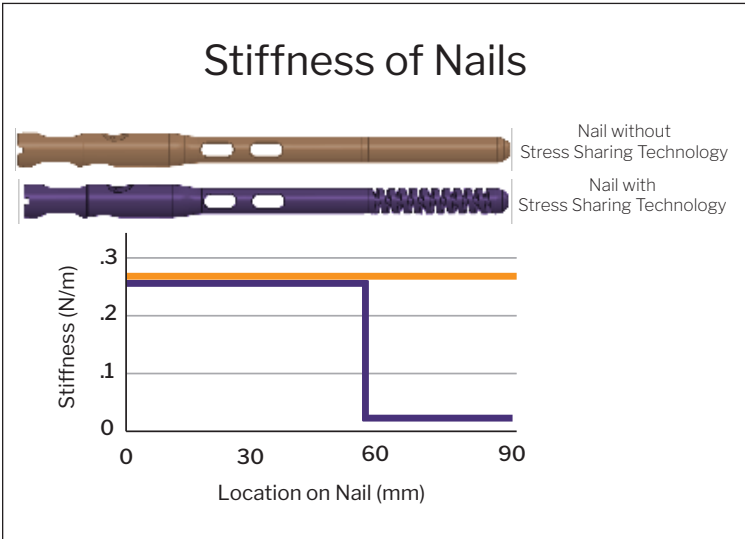 Stiffness of Nails
Nail without
Stress Sharing Technology
Nail with
Stress Sharing Technology
.3
.2
.1
0
Stiffness (N/m)
0 30 60 90
Location on Nail (mm)